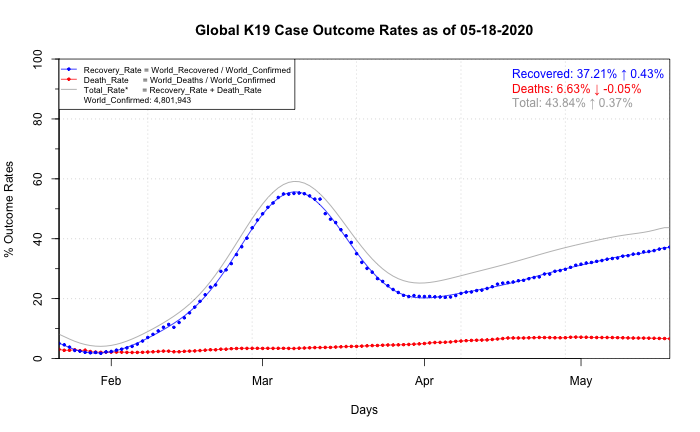 Global K19 Case Outcome Rates as of 05-18-2020
Recovery_Rate = World_Recovered / World_Confirmed
Death_Rate = World_Deaths / World_Confirmed
Total_Rate* = Recovery_Rate + Death_Rate
World_Confirmed: 4,801,943
Recovered: 37.21% ↑ 0.43%
Deaths: 6.63% ↓ -0.05%
Total: 43.84% ↑ 0.37%
% Outcome Rates
100
80
60
40
20
0
Feb Mar Apr May
Days